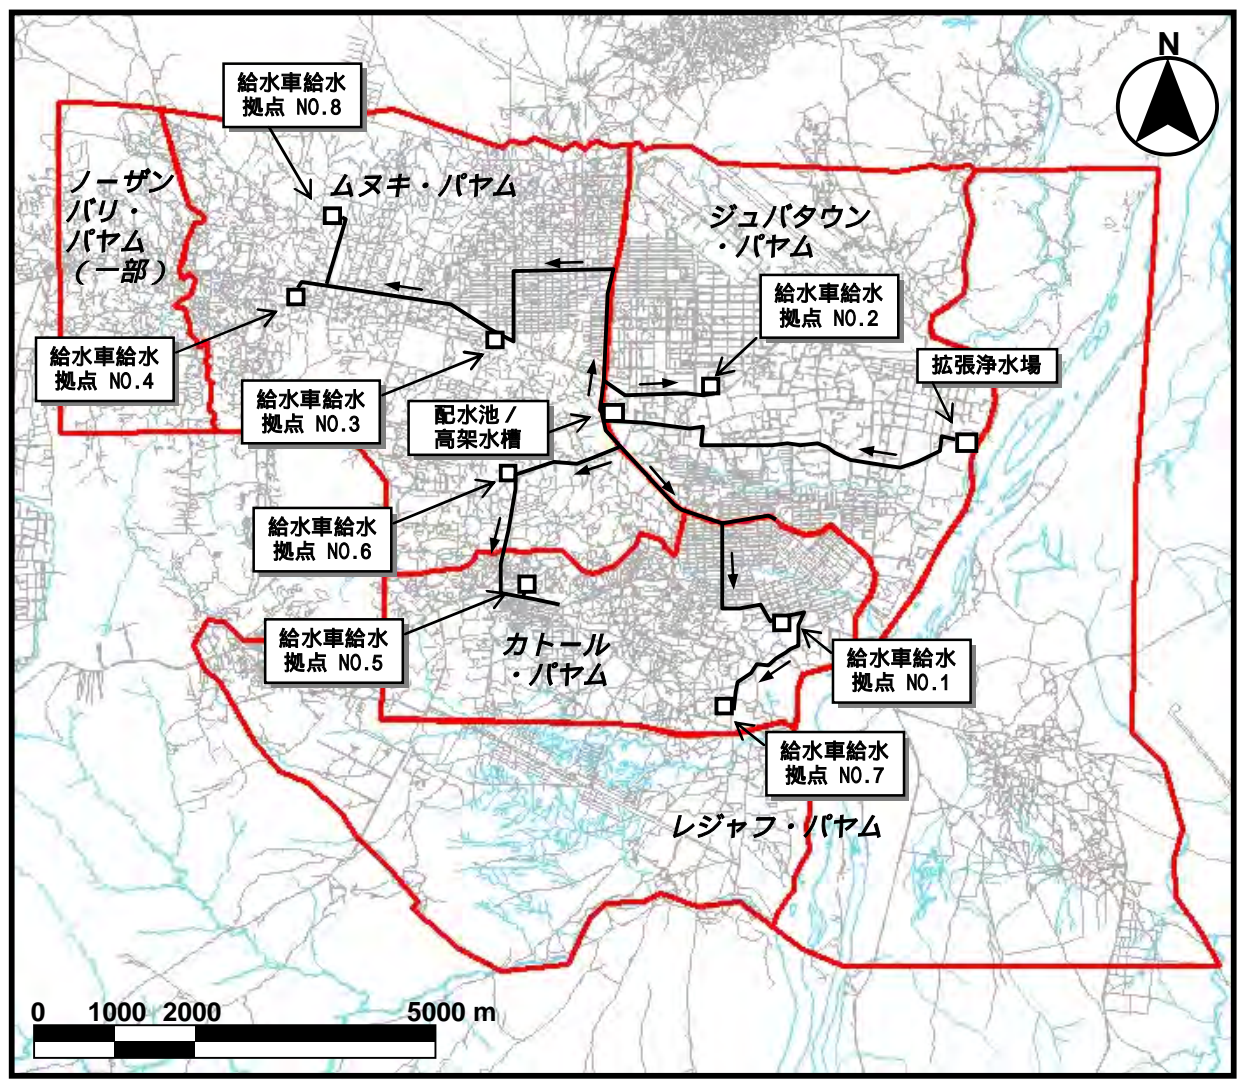 N
給水車給水
拠点 NO.8
ノーザン
バリ・
パヤム
（一部）
ムヌキ・パヤム
ジュバタウン
・パヤム
給水車給水
拠点 NO.2
給水車給水
拠点 NO.4
給水車給水
拠点 NO.3
拡張浄水場
配水池/
高架水槽
給水車給水
拠点 NO.6
給水車給水
拠点 NO.5
カトール
・パヤム
給水車給水
拠点 NO.1
給水車給水
拠点 NO.7
レジャフ・パヤム
0 1000 2000 5000 m